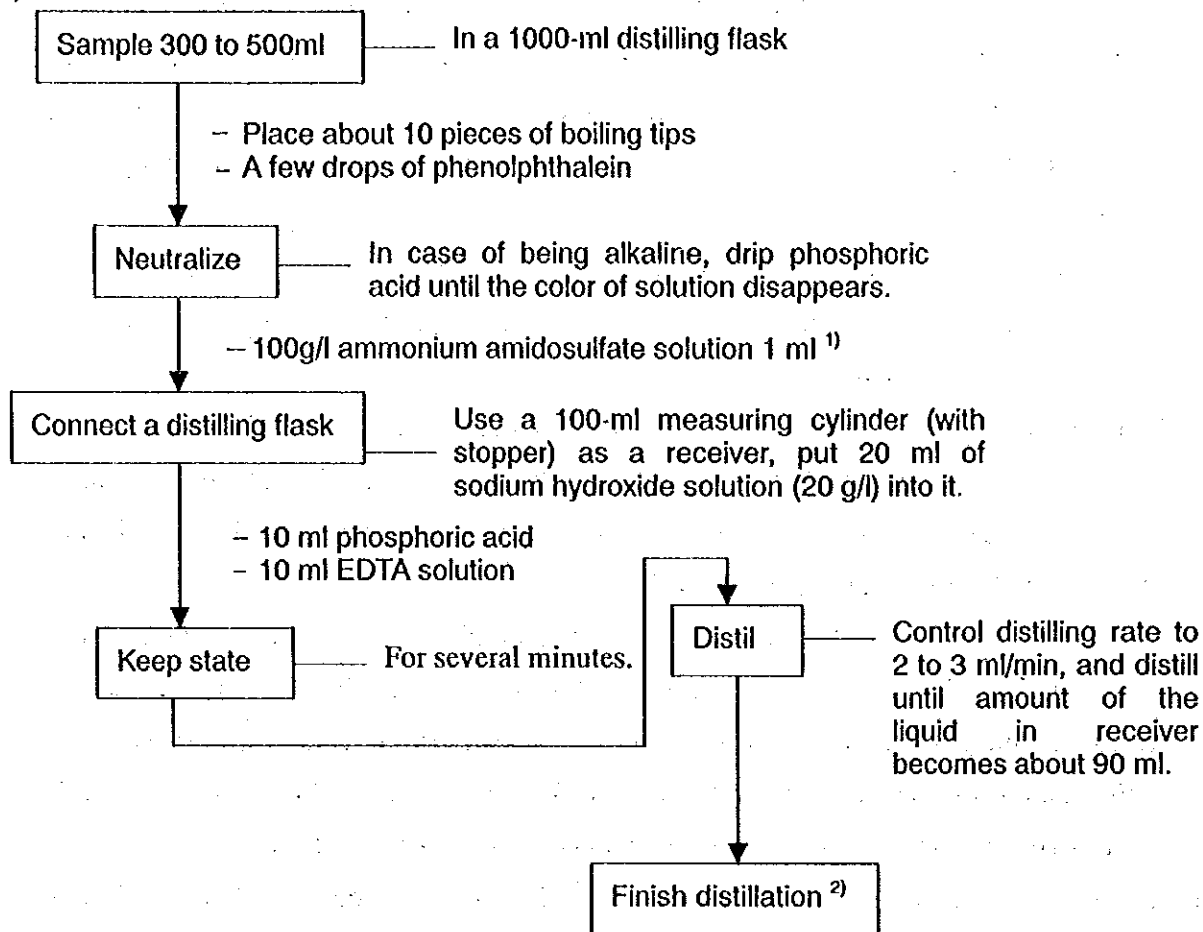 Sample 300 to 500ml
In a 1000-ml distilling flask
– Place about 10 pieces of boiling tips
– A few drops of phenolphthalein
Neutralize
In case of being alkaline, drip phosphoric
acid until the color of solution disappears.
– 100g/l ammonium amidosulfate solution 1 ml 1)
Connect a distilling flask
Use a 100-ml measuring cylinder (with
stopper) as a receiver, put 20 ml of
sodium hydroxide solution (20 g/l) into it.
– 10 ml phosphoric acid
– 10 ml EDTA solution
Keep state
For several minutes.
Distil
Control distilling rate to
2 to 3 ml/min, and distill
until amount of the
liquid in receiver
becomes about 90 ml.
Finish distillation 2)